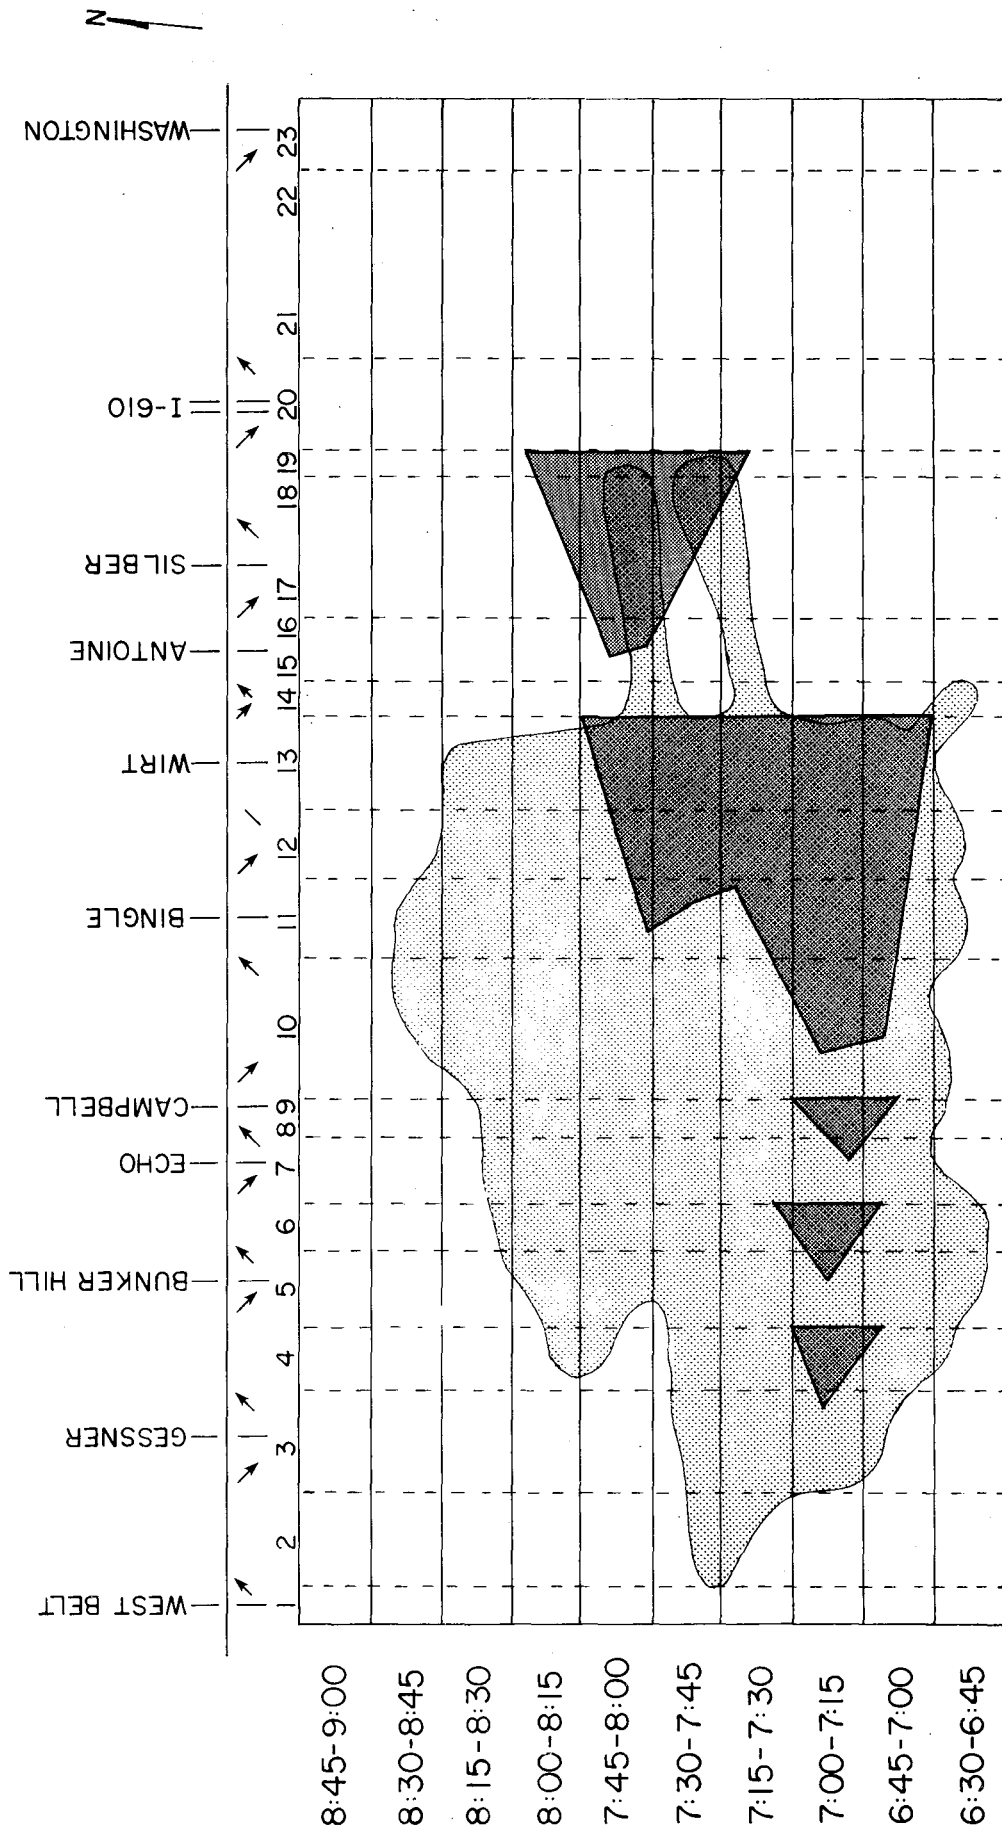 N
WEST BELT
GESSNER
BUNKER HILL
ECHO
CAMPBELL
BINGLE
WIRT
ANTOINE
SILBER
I-610
WASHINGTON
1 2 3 4 5 6 7 8 9 10 11 12 13 14 15 16 17 18 19 20 21 22 23
8:45-9:00
8:30-8:45
8:15-8:30
8:00-8:15
7:45-8:00
7:30-7:45
7:15-7:30
7:00-7:15
6:45-7:00
6:30-6:45